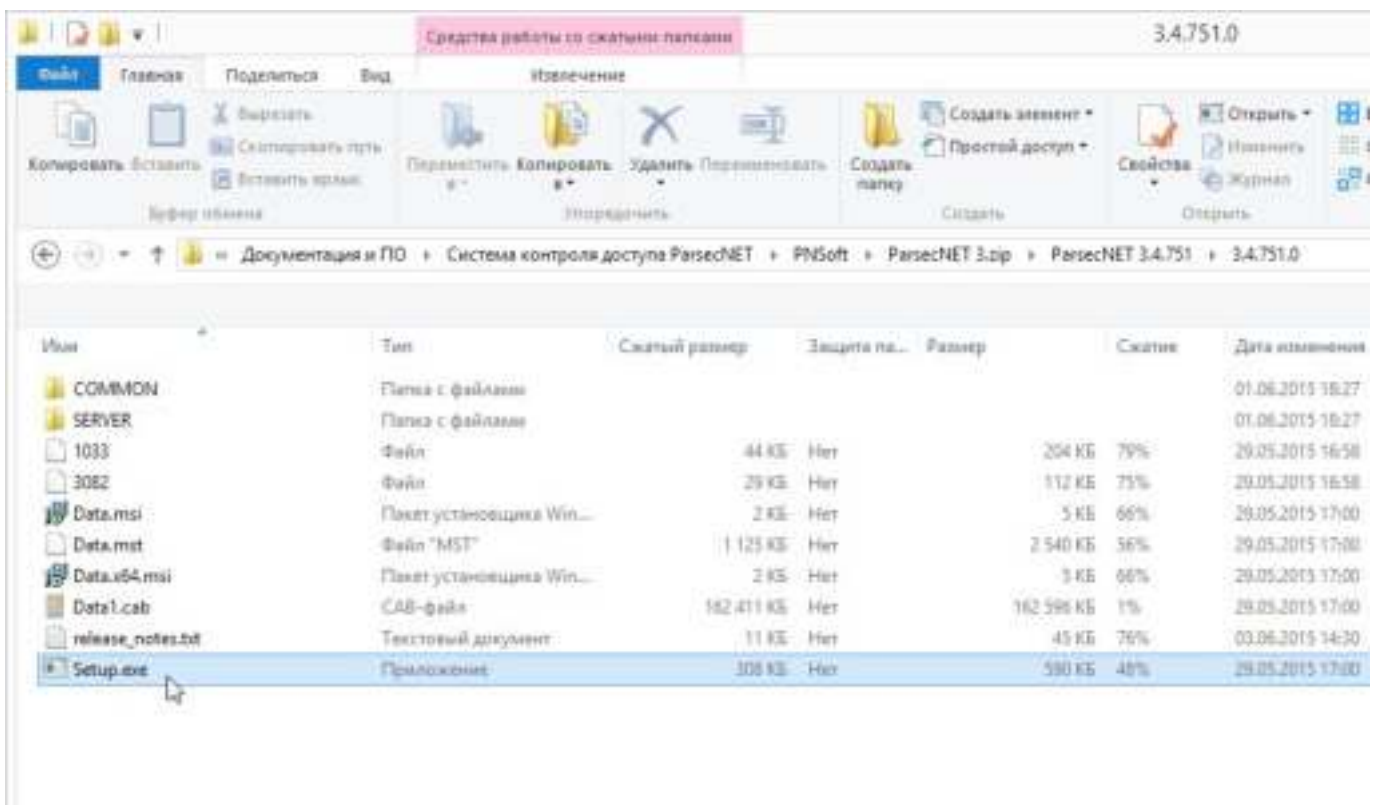 Средства работы со сжатыми папками 3.4.751.0
Файл Главная Поделиться Вид Извлечение
Вырезать
Скопировать путь
Вставить ярлык
Копировать Вставить
Переместить в Копировать в Удалить Переименовать
Создать папку
Создать элемент
Простой доступ
Свойства
Открыть
Изменить
Журнал
Буфер обмена Упорядочить Создать Открыть
« Документация и ПО Система контроля доступа ParsecNET PNSoft ParsecNET 3.zip ParsecNET 3.4.751 3.4.751.0
Имя Тип Сжатый размер Защита па... Размер Сжатие Дата изменения
COMMON Папка с файлами 01.06.2015 18:27
SERVER Папка с файлами 01.06.2015 18:27
1033 Файл 44 КБ Нет 204 КБ 79% 29.05.2015 16:58
3082 Файл 29 КБ Нет 112 КБ 75% 29.05.2015 16:58
Data.msi Пакет установщика Win... 2 КБ Нет 5 КБ 66% 29.05.2015 17:00
Data.mst Файл "MST" 1 125 КБ Нет 2 540 КБ 56% 29.05.2015 17:00
Data.x64.msi Пакет установщика Win... 2 КБ Нет 5 КБ 66% 29.05.2015 17:00
Data1.cab CAB-файл 162 411 КБ Нет 162 596 КБ 1% 29.05.2015 17:00
release_notes.txt Текстовый документ 11 КБ Нет 45 КБ 76% 03.06.2015 14:30
Setup.exe Приложение 308 КБ Нет 590 КБ 48% 29.05.2015 17:00